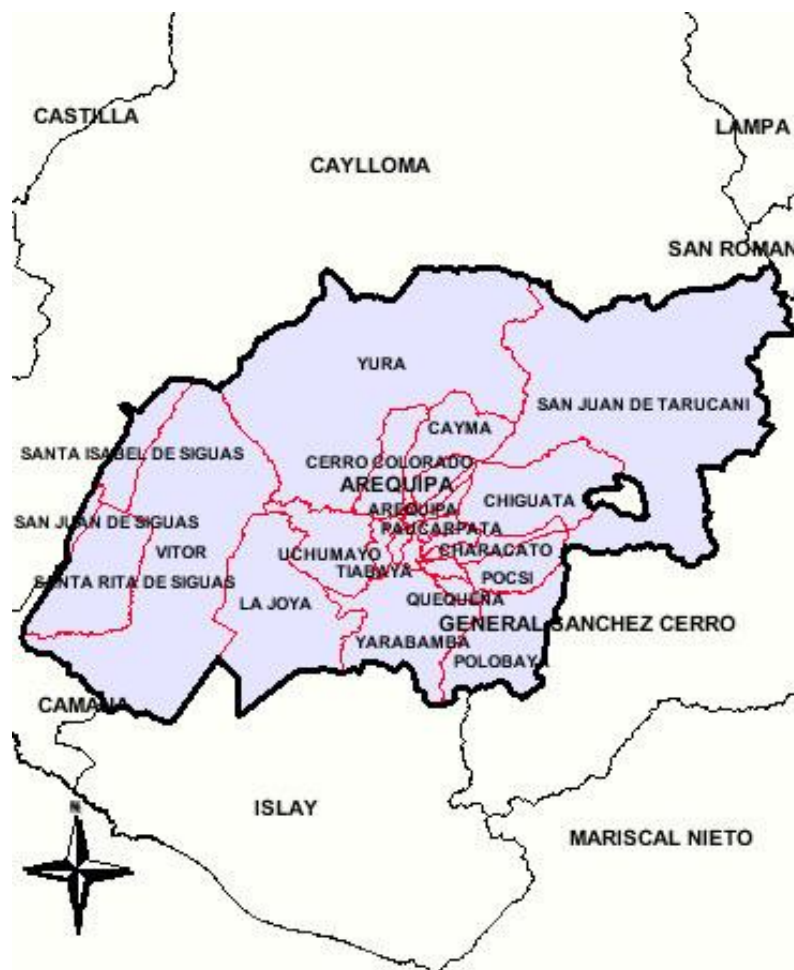 CASTILLA
LAMPA
CAYLLOMA
SAN ROMAN
YURA
SAN JUAN DE TARUCANI
CAYMA
SANTA ISABEL DE SIGUAS
CERRO COLORADO
AREQUIPA
CHIGUATA
AREQUIPA
SAN JUAN DE SIGUAS
PAUCARPATA
VITOR
UCHUMAYO
CHARACATO
TIABAYA
POCSI
SANTA RITA DE SIGUAS
LA JOYA
QUEQUEÑA
GENERAL SANCHEZ CERRO
YARABAMBA
POLOBAYA
CAMANA
N
ISLAY
MARISCAL NIETO